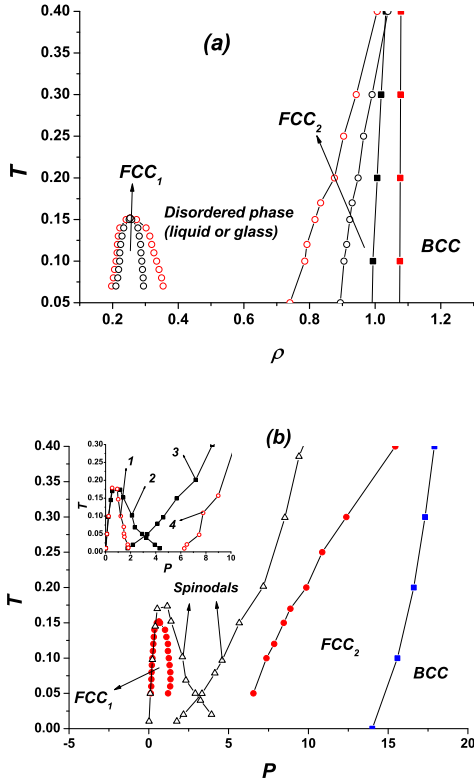 (a)
0.40
0.35
0.30
0.25
0.20
0.15
0.10
0.05
T
FCC1
Disordered phase
(liquid or glass)
FCC2
BCC
0.2 0.4 0.6 0.8 1.0 1.2
ρ
(b)
0.40
0.35
0.30
0.25
0.20
0.15
0.10
0.05
0.00
T
0.30
0.25
0.20
0.15
0.10
0.05
0.00
T
1
2
3
4
0 2 4 6 8 10
P
Spinodals
FCC1
FCC2
BCC
-5 0 5 10 15 20
P